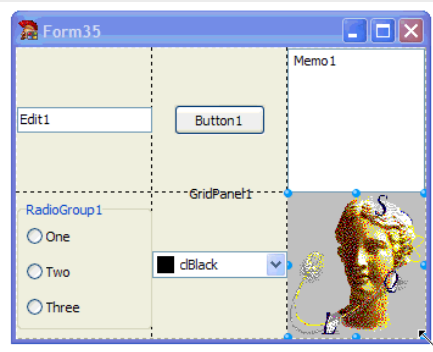 Form35
Memo1
Edit1
Button1
GridPanel1
RadioGroup1
One
Two
Three
clBlack
S
Q
L